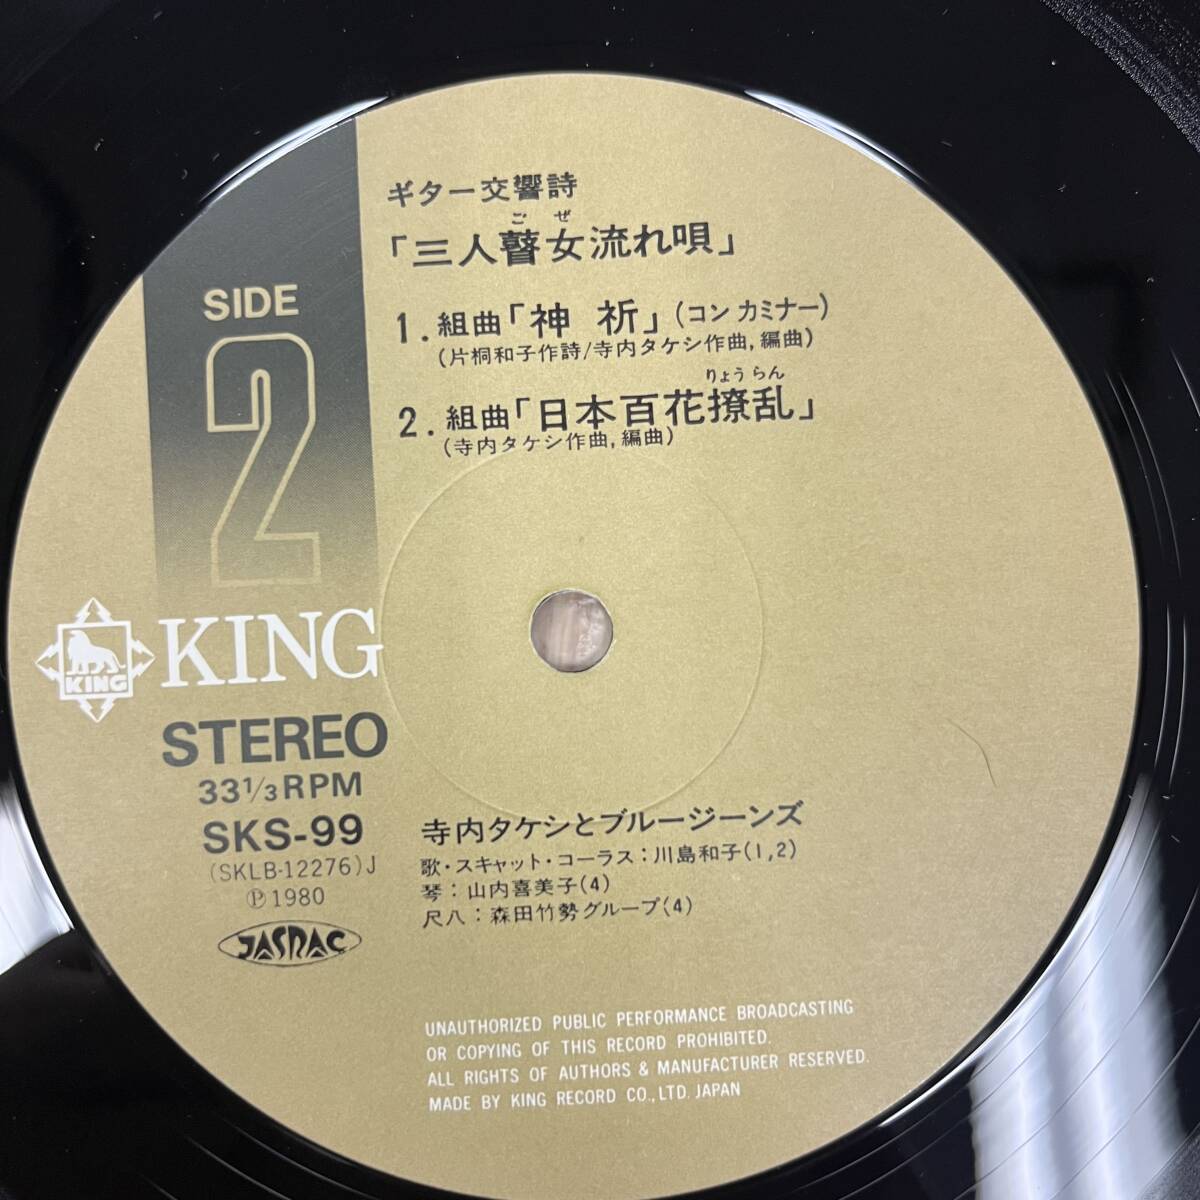 ギター交響詩
ごぜ
「三人瞽女流れ唄」
SIDE
2
1. 組曲「神 祈」(コン カミナー)
(片桐和子作詩/寺内タケシ作曲,編曲)
りょうらん
2. 組曲「日本百花撩乱」
(寺内タケシ作曲,編曲)
KING
KING
STEREO
33 1/3 RPM
SKS-99
(SKLB-12276)J
Ⓟ1980
JASRAC
寺内タケシとブルージーンズ
歌・スキャット・コーラス:川島和子(1,2)
琴:山内喜美子(4)
尺八:森田竹勢グループ(4)
UNAUTHORIZED PUBLIC PERFORMANCE BROADCASTING
OR COPYING OF THIS RECORD PROHIBITED.
ALL RIGHTS OF AUTHORS & MANUFACTURER RESERVED.
MADE BY KING RECORD CO., LTD. JAPAN